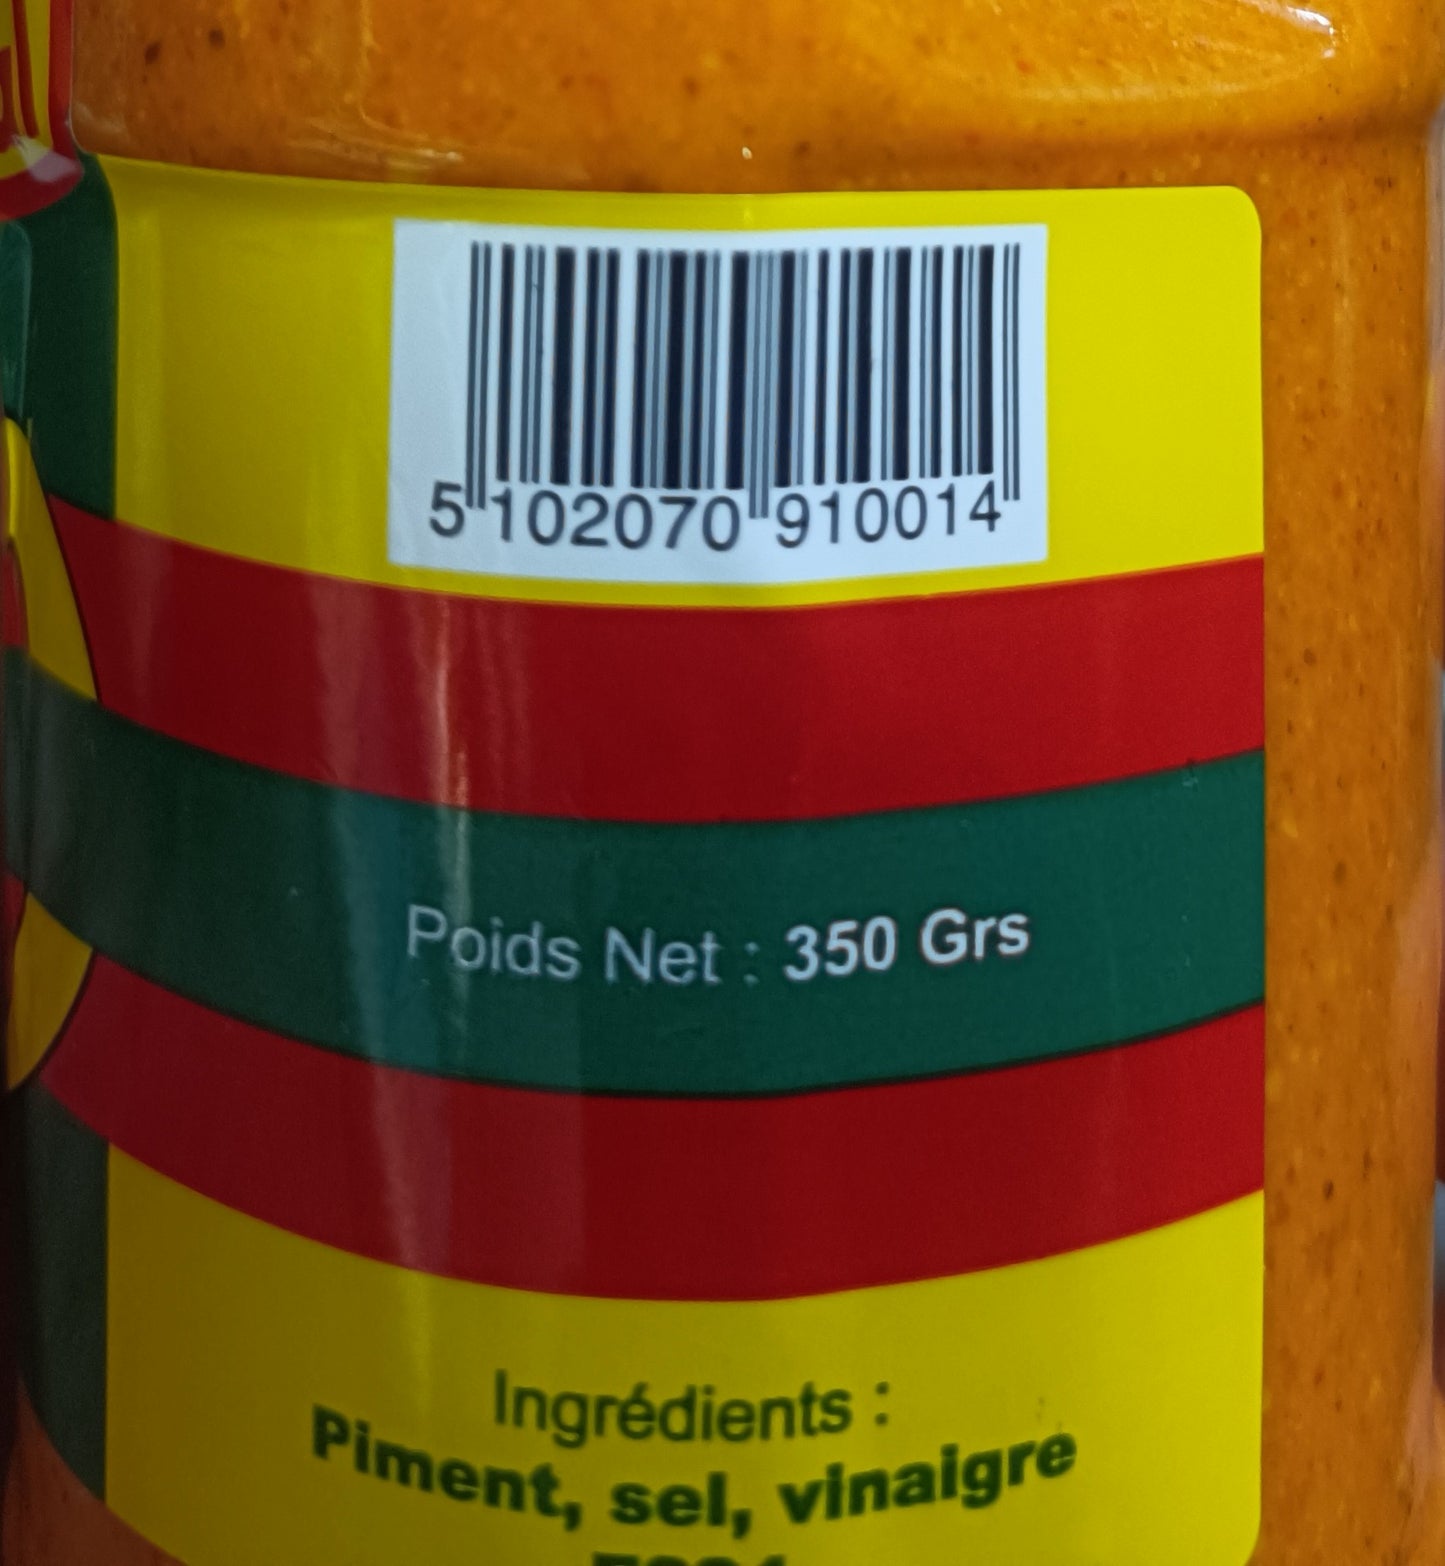 5 102070 910014
Poids Net : 350 Grs
Ingrédients :
Piment, sel, vinaigre